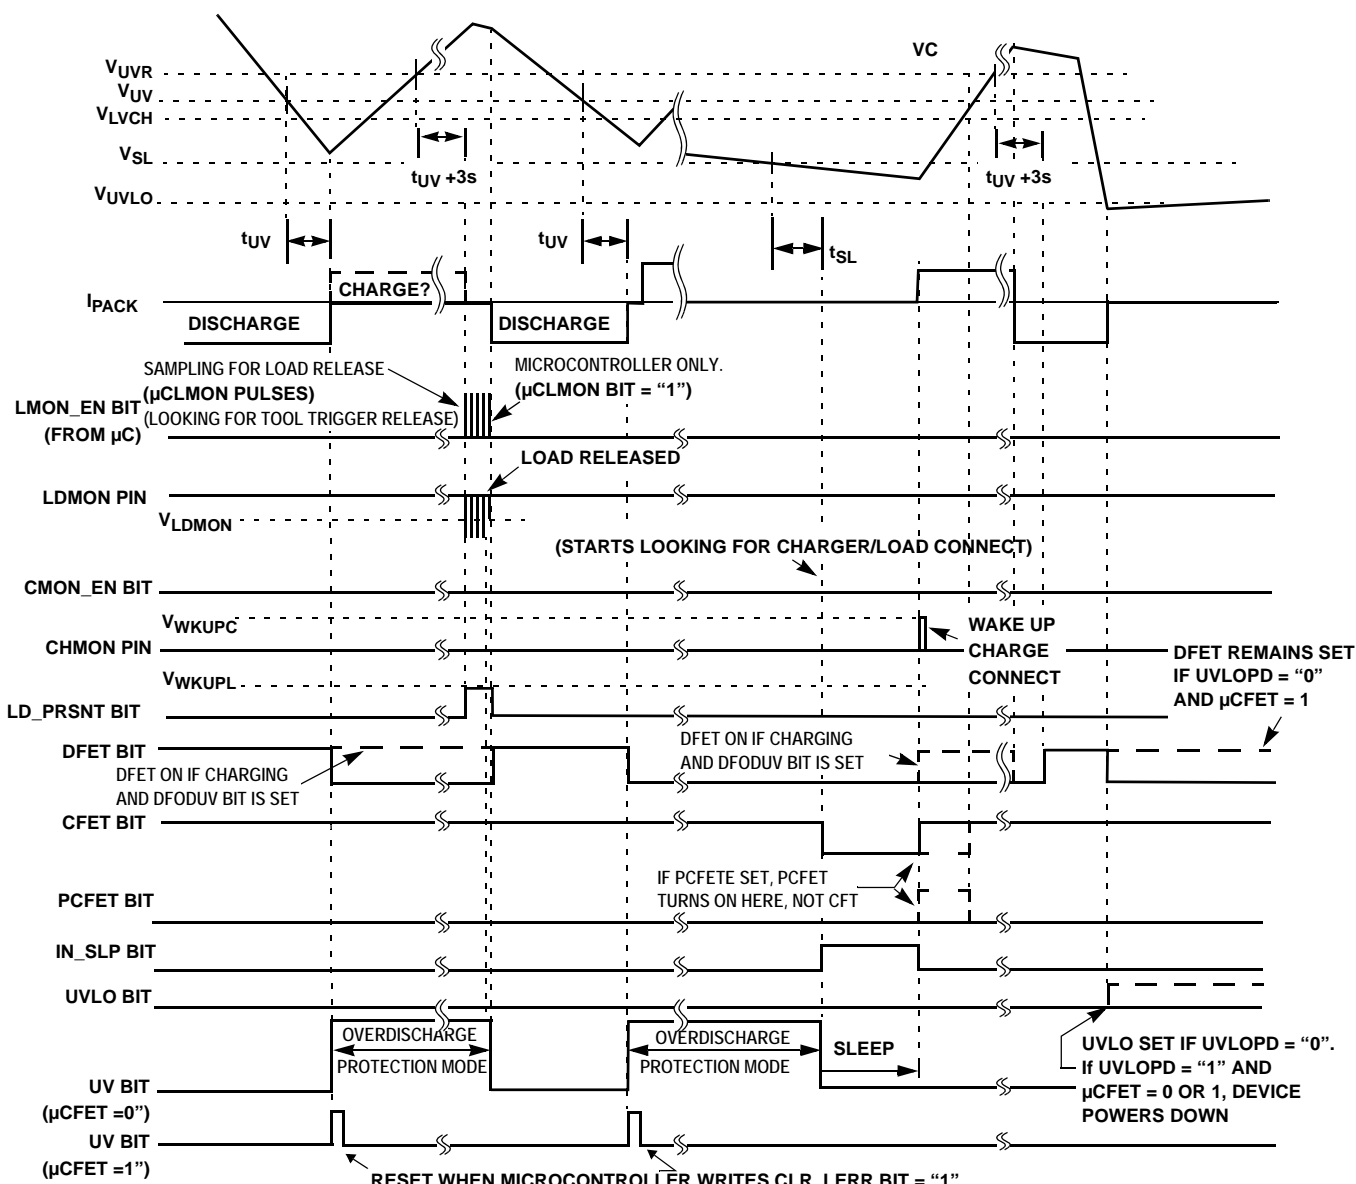 VC
VUVR
VUV
VLVCH
VSL
VUVLO
tUV +3s
tUV +3s
tUV
tUV
tSL
IPACK
CHARGE?
DISCHARGE
DISCHARGE
SAMPLING FOR LOAD RELEASE
(µCLMON PULSES)
(LOOKING FOR TOOL TRIGGER RELEASE)
MICROCONTROLLER ONLY.
(µCLMON BIT = “1”)
LMON_EN BIT
(FROM µC)
LOAD RELEASED
LDMON PIN
VLDMON
(STARTS LOOKING FOR CHARGER/LOAD CONNECT)
CMON_EN BIT
VWKUPC
CHMON PIN
WAKE UP
CHARGE
CONNECT
VWKUPL
LD_PRSNT BIT
DFET REMAINS SET
IF UVLOPD = “0”
AND µCFET = 1
DFET BIT
DFET ON IF CHARGING
AND DFODUV BIT IS SET
DFET ON IF CHARGING
AND DFODUV BIT IS SET
CFET BIT
IF PCFETE SET, PCFET
TURNS ON HERE, NOT CFT
PCFET BIT
IN_SLP BIT
UVLO BIT
OVERDISCHARGE
PROTECTION MODE
OVERDISCHARGE
PROTECTION MODE
SLEEP
UVLO SET IF UVLOPD = “0”.
If UVLOPD = “1” AND
µCFET = 0 OR 1, DEVICE
POWERS DOWN
UV BIT
(µCFET =0”)
UV BIT
(µCFET =1”)
RESET WHEN MICROCONTROLLER WRITES CLR_LERR BIT = “1”